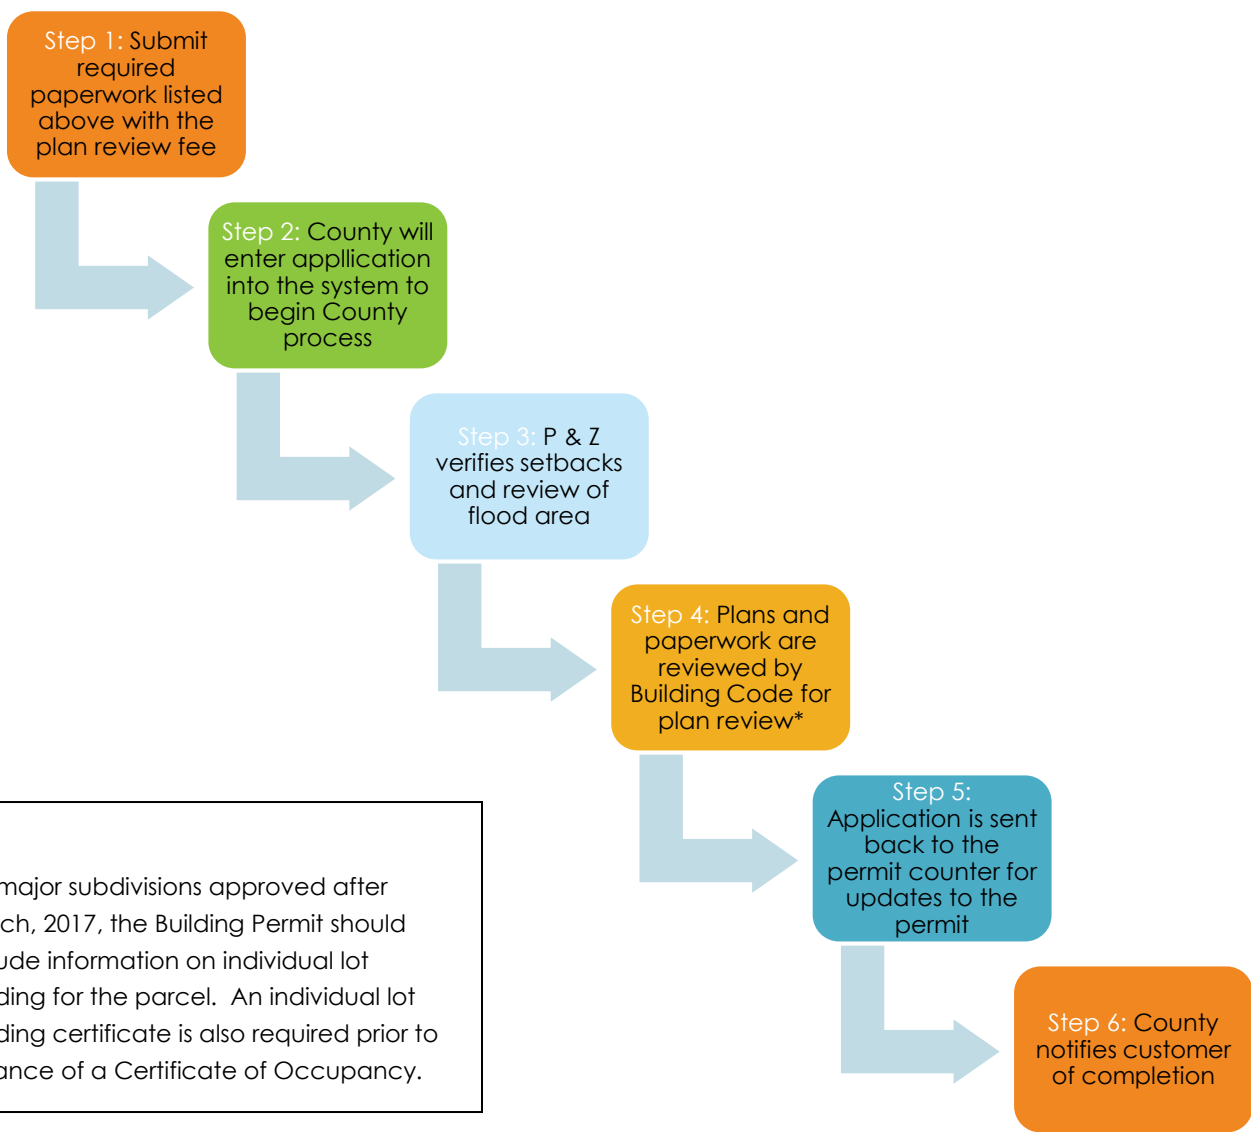 Step 1: Submit
required
paperwork listed
above with the
plan review fee
Step 2: County will
enter appllication
into the system to
begin County
process
Step 3: P & Z
verifies setbacks
and review of
flood area
Step 4: Plans and
paperwork are
reviewed by
Building Code for
plan review*
Step 5:
Application is sent
back to the
permit counter for
updates to the
permit
Step 6: County
notifies customer
of completion
major subdivisions approved after
ch, 2017, the Building Permit should
ude information on individual lot
ding for the parcel.  An individual lot
ding certificate is also required prior to
ance of a Certificate of Occupancy.